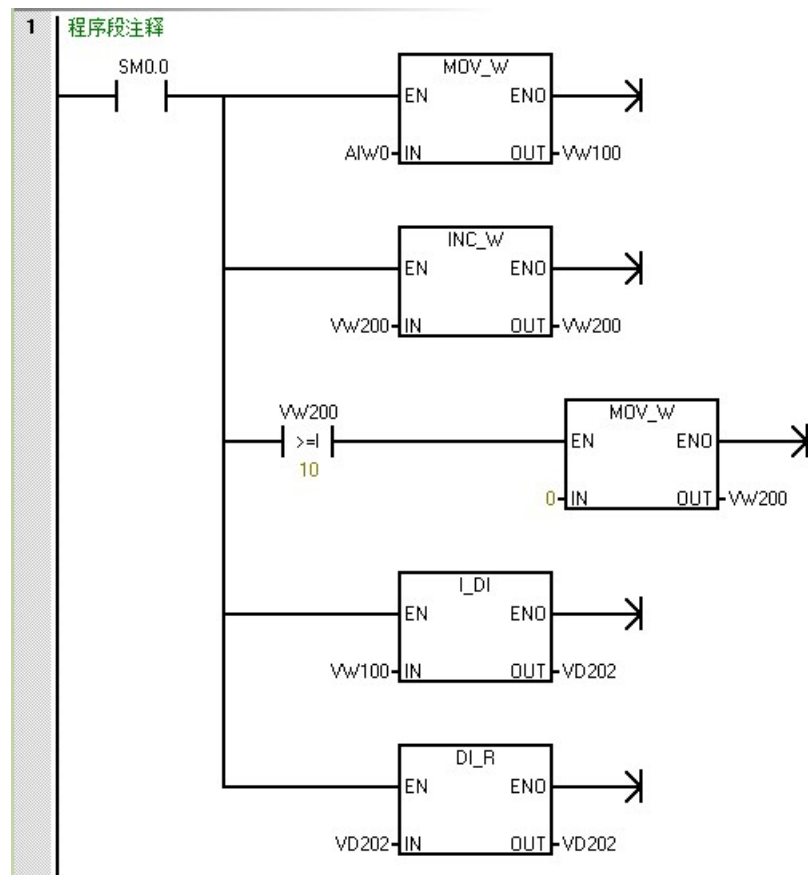 1 程序段注释
SM0.0
MOV_W
EN ENO
AIW0 IN OUT VW100
INC_W
EN ENO
VW200 IN OUT VW200
VW200
>=I
10
MOV_W
EN ENO
0 IN OUT VW200
I_DI
EN ENO
VW100 IN OUT VD202
DI_R
EN ENO
VD202 IN OUT VD202